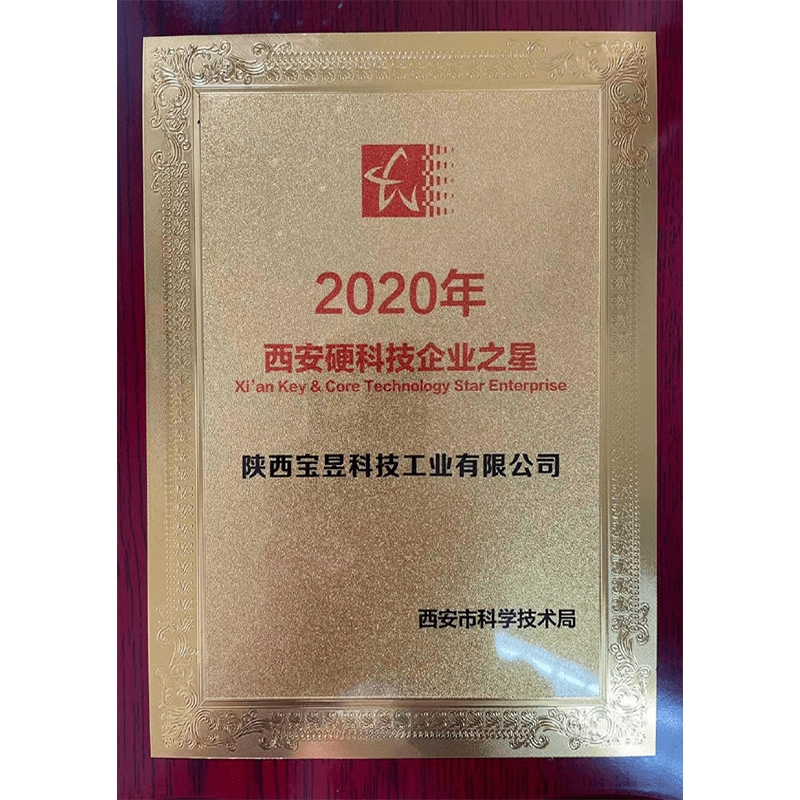 2020年
西安硬科技企业之星
Xi'an Key & Core Technology Star Enterprise
陕西宝昱科技工业有限公司
西安市科学技术局